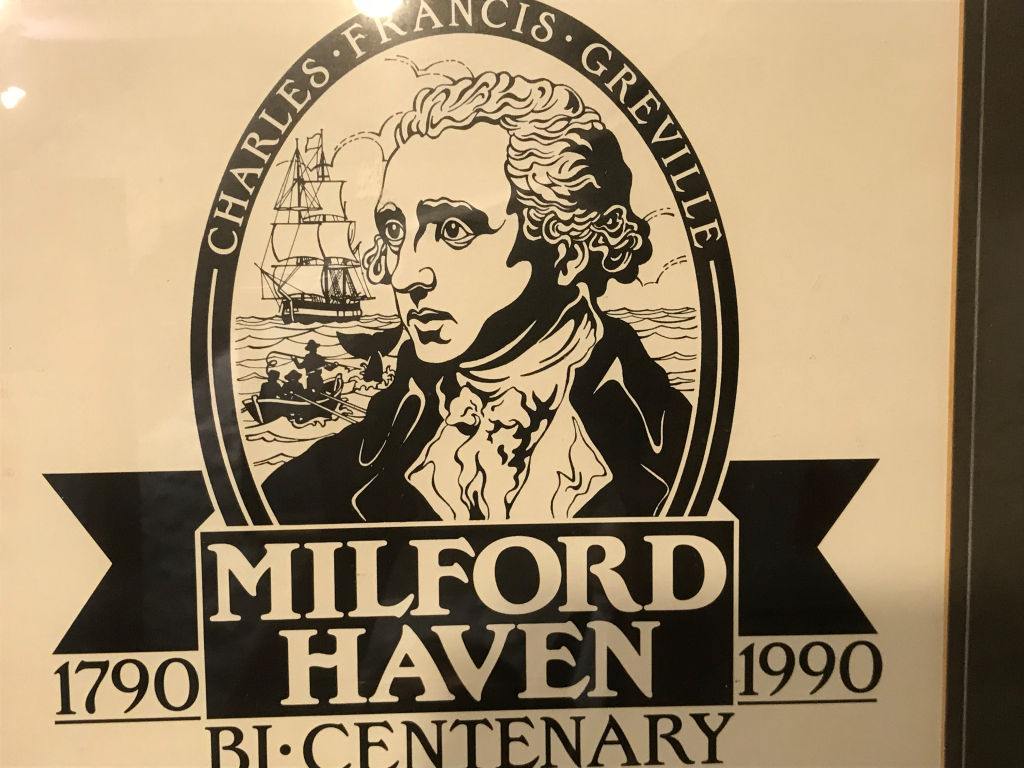 CHARLES · FRANCIS · GREVILLE
MILFORD
HAVEN
1790
1990
BI·CENTENARY